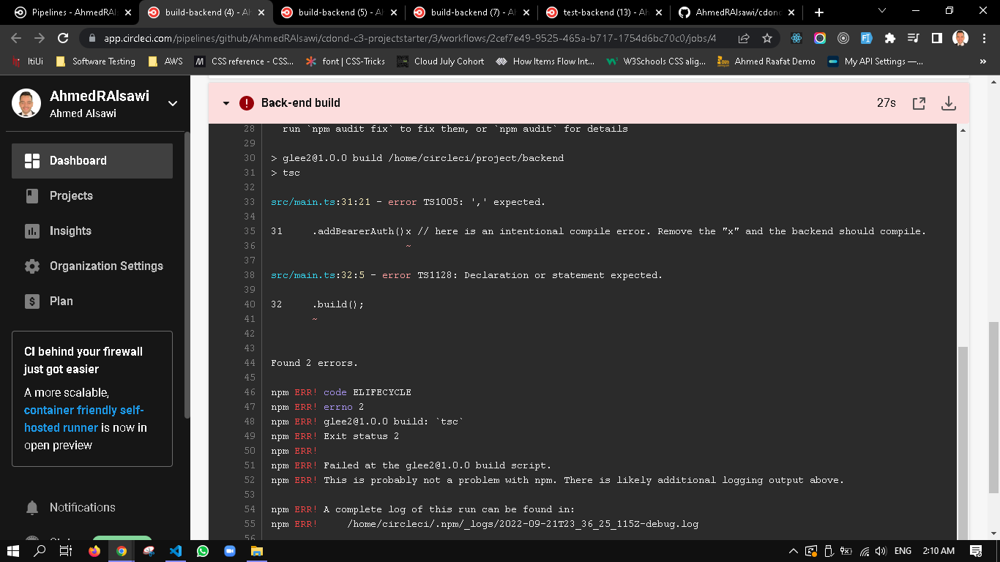 Pipelines - AhmedRAl
build-backend (4) - Ah
build-backend (5) - Ah
build-backend (7) - Ah
test-backend (13) - Ah
AhmedRAlsawi/cdond
app.circleci.com/pipelines/github/AhmedRAlsawi/cdond-c3-projectstarter/3/workflows/2cef7e49-9525-465a-b717-1754d6bc70c0/jobs/4
ItiUi
Software Testing
AWS
CSS reference - CSS...
font | CSS-Tricks
Cloud July Cohort
How Items Flow Int...
W3Schools CSS alig...
Ahmed Raafat Demo
My API Settings —...
»
AhmedRAlsawi
Ahmed Alsawi
Dashboard
Projects
Insights
Organization Settings
Plan
CI behind your firewall
just got easier
A more scalable,
container friendly self-
hosted runner is now in
open preview
Notifications
Back-end build
27s
28 run `npm audit fix` to fix them, or `npm audit` for details
29
30 > glee2@1.0.0 build /home/circleci/project/backend
31 > tsc
32
33 src/main.ts:31:21 - error TS1005: ',' expected.
34
35 31 .addBearerAuth()x // here is an intentional compile error. Remove the "x" and the backend should compile.
36 ~
37
38 src/main.ts:32:5 - error TS1128: Declaration or statement expected.
39
40 32 .build();
41 ~
42
43
44 Found 2 errors.
45
46 npm ERR! code ELIFECYCLE
47 npm ERR! errno 2
48 npm ERR! glee2@1.0.0 build: `tsc`
49 npm ERR! Exit status 2
50 npm ERR!
51 npm ERR! Failed at the glee2@1.0.0 build script.
52 npm ERR! This is probably not a problem with npm. There is likely additional logging output above.
53
54 npm ERR! A complete log of this run can be found in:
55 npm ERR! /home/circleci/.npm/_logs/2022-09-21T23_36_25_115Z-debug.log
56
ENG
2:10 AM